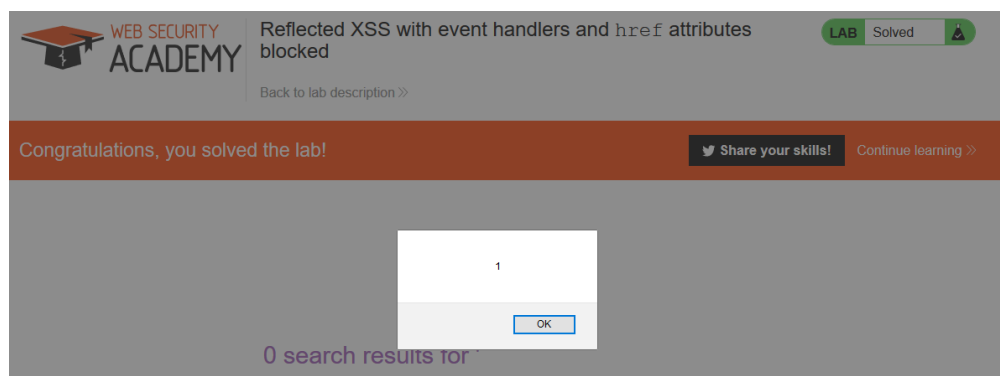 WEB SECURITY
ACADEMY
Reflected XSS with event handlers and href attributes
blocked
Back to lab description
LAB Solved
Congratulations, you solved the lab!
Share your skills!
Continue learning
1
OK
0 search results for '